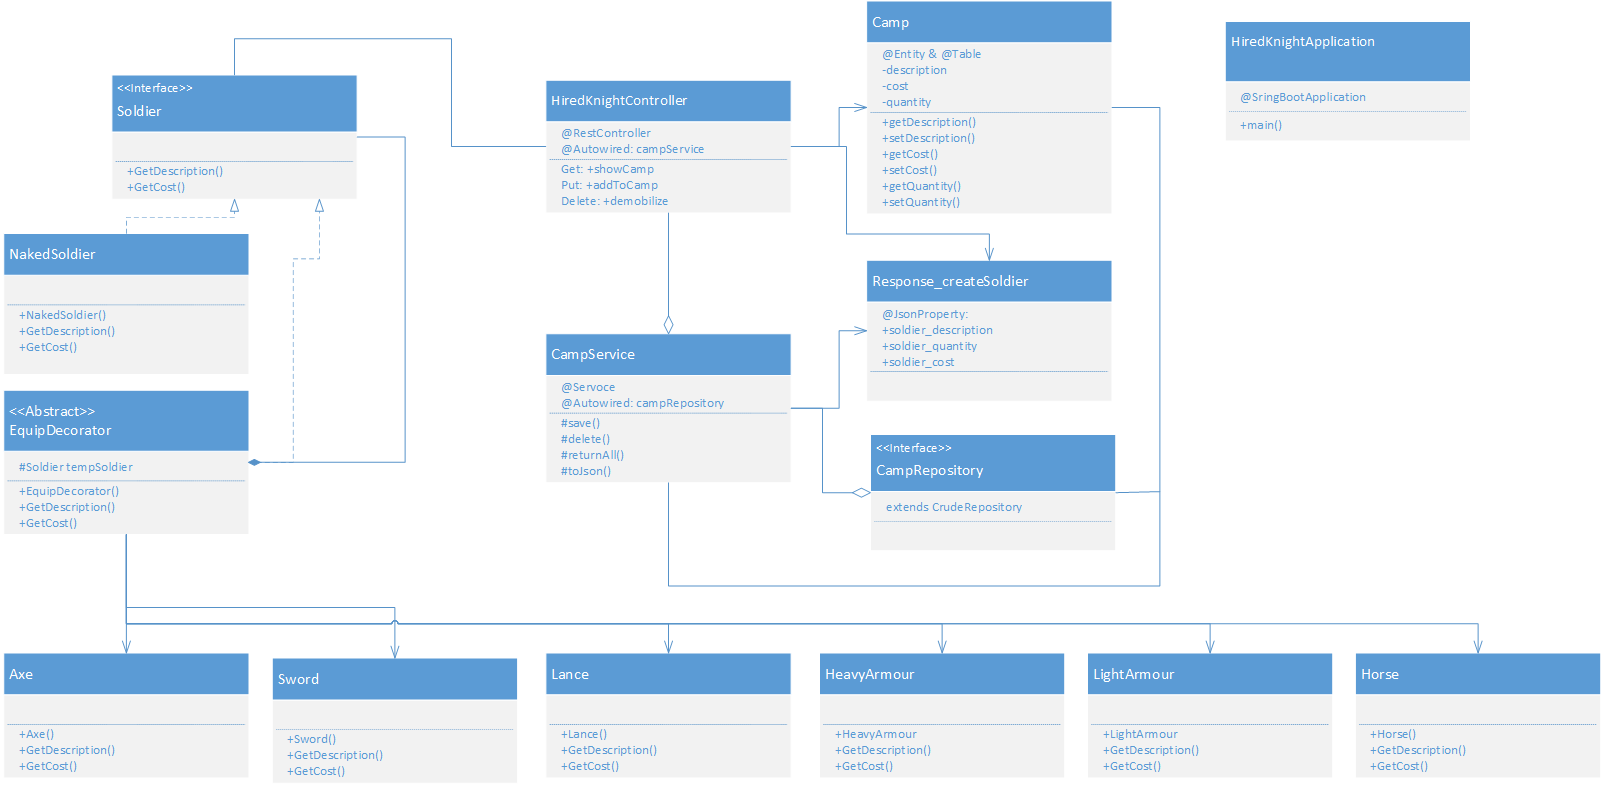 <<Interface>>
Soldier
+GetDescription()
+GetCost()
NakedSoldier
+NakedSoldier()
+GetDescription()
+GetCost()
<<Abstract>>
EquipDecorator
#Soldier tempSoldier
+EquipDecorator()
+GetDescription()
+GetCost()
HiredKnightController
@RestController
@Autowired: campService
Get: +showCamp
Put: +addToCamp
Delete: +demobilize
CampService
@Servoce
@Autowired: campRepository
#save()
#delete()
#returnAll()
#toJson()
Camp
@Entity & @Table
-description
-cost
-quantity
+getDescription()
+setDescription()
+getCost()
+setCost()
+getQuantity()
+setQuantity()
Response_createSoldier
@JsonProperty:
+soldier_description
+soldier_quantity
+soldier_cost
<<Interface>>
CampRepository
extends CrudeRepository
HiredKnightApplication
@SringBootApplication
+main()
Axe
+Axe()
+GetDescription()
+GetCost()
Sword
+Sword()
+GetDescription()
+GetCost()
Lance
+Lance()
+GetDescription()
+GetCost()
HeavyArmour
+HeavyArmour
+GetDescription()
+GetCost()
LightArmour
+LightArmour
+GetDescription()
+GetCost()
Horse
+Horse()
+GetDescription()
+GetCost()